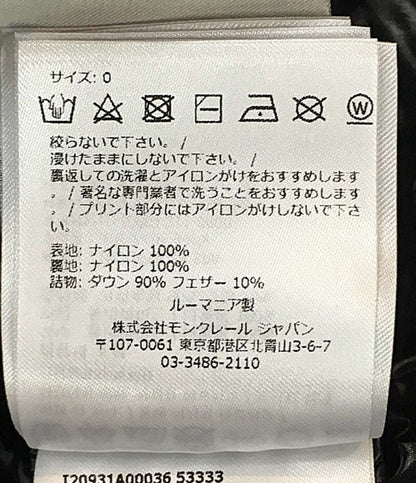 サイズ: 0
W
絞らないで下さい。 /
浸けたままにしないで下さい。 /
裏返しての洗濯とアイロンがけをおすすめします
。 / 著名な専門業者で洗うことをおすすめします
。 / プリント部分にはアイロンがけしないで下さ
い。
表地: ナイロン 100%
裏地: ナイロン 100%
詰物: ダウン 90% フェザー 10%
ルーマニア製
株式会社モンクレール ジャパン
〒107-0061 東京都港区北青山3-6-7
03-3486-2110
I20931A00036 53333